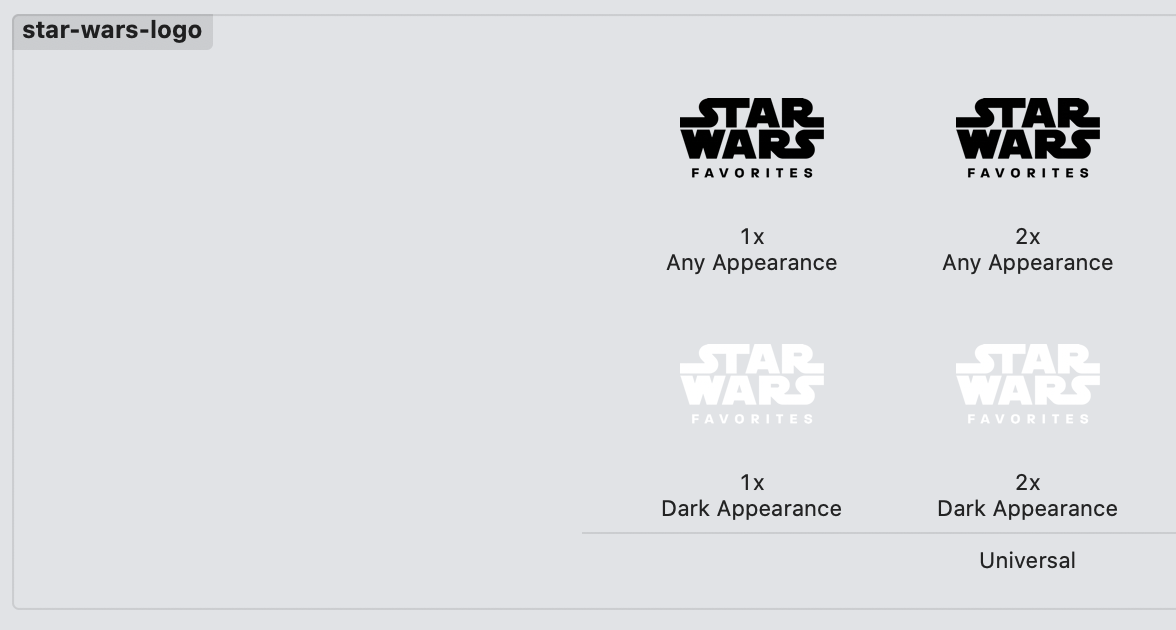 star-wars-logo
STAR STAR
WARS WARS
FAVORITES FAVORITES
1x 2x
Any Appearance Any Appearance
STAR STAR
WARS WARS
FAVORITES FAVORITES
1x 2x
Dark Appearance Dark Appearance
Universal